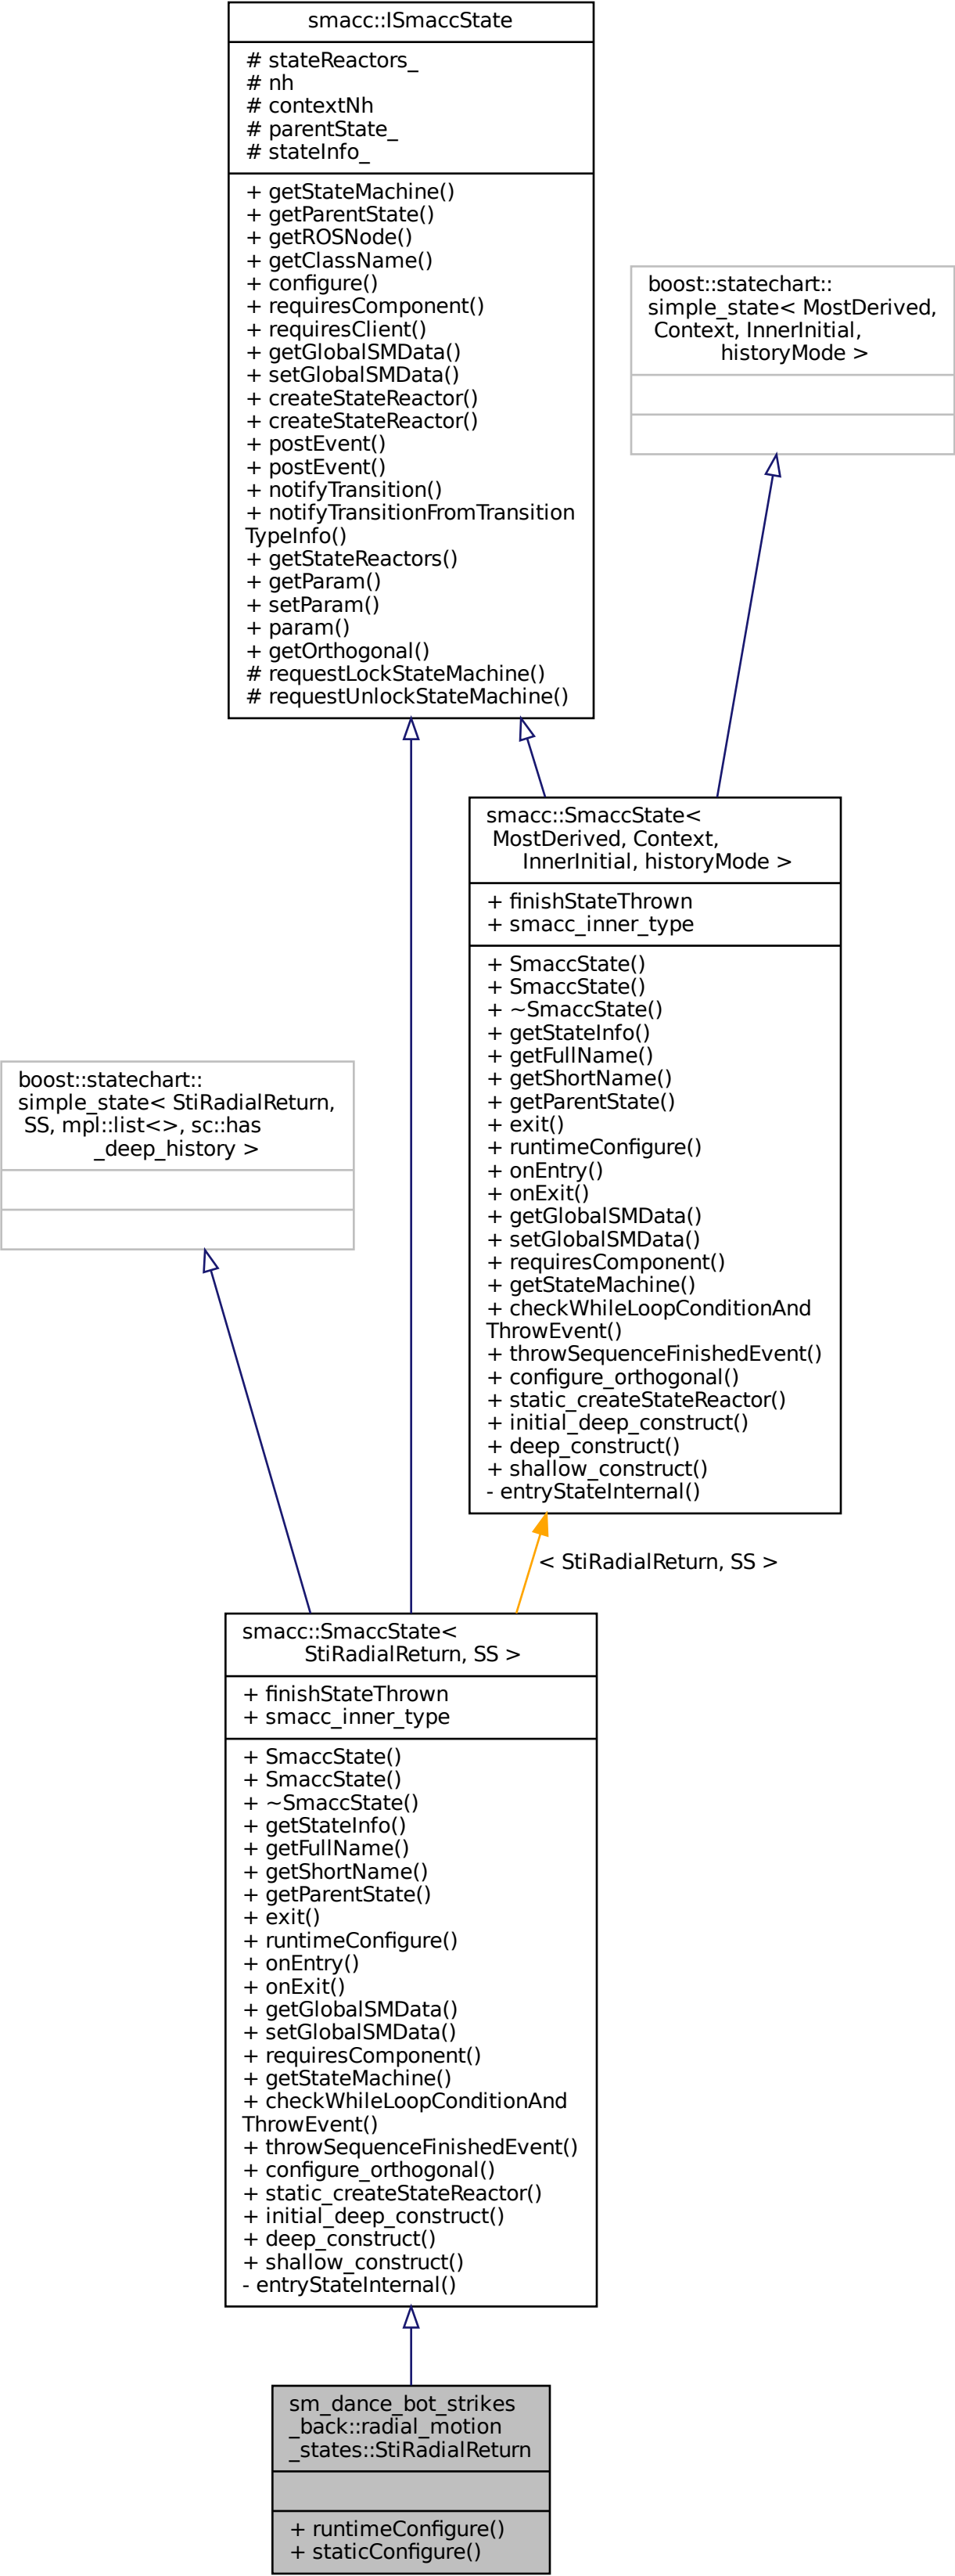 smacc::ISmaccState
# stateReactors_
# nh
# contextNh
# parentState_
# stateInfo_
+ getStateMachine()
+ getParentState()
+ getROSNode()
+ getClassName()
+ configure()
+ requiresComponent()
+ requiresClient()
+ getGlobalSMData()
+ setGlobalSMData()
+ createStateReactor()
+ createStateReactor()
+ postEvent()
+ postEvent()
+ notifyTransition()
+ notifyTransitionFromTransition
TypeInfo()
+ getStateReactors()
+ getParam()
+ setParam()
+ param()
+ getOrthogonal()
# requestLockStateMachine()
# requestUnlockStateMachine()
boost::statechart::
simple_state< MostDerived,
Context, InnerInitial,
historyMode >
smacc::SmaccState<
MostDerived, Context,
InnerInitial, historyMode >
+ finishStateThrown
+ smacc_inner_type
+ SmaccState()
+ SmaccState()
+ ~SmaccState()
+ getStateInfo()
+ getFullName()
+ getShortName()
+ getParentState()
+ exit()
+ runtimeConfigure()
+ onEntry()
+ onExit()
+ getGlobalSMData()
+ setGlobalSMData()
+ requiresComponent()
+ getStateMachine()
+ checkWhileLoopConditionAnd
ThrowEvent()
+ throwSequenceFinishedEvent()
+ configure_orthogonal()
+ static_createStateReactor()
+ initial_deep_construct()
+ deep_construct()
+ shallow_construct()
- entryStateInternal()
boost::statechart::
simple_state< StiRadialReturn,
SS, mpl::list<>, sc::has
_deep_history >
< StiRadialReturn, SS >
smacc::SmaccState<
StiRadialReturn, SS >
+ finishStateThrown
+ smacc_inner_type
+ SmaccState()
+ SmaccState()
+ ~SmaccState()
+ getStateInfo()
+ getFullName()
+ getShortName()
+ getParentState()
+ exit()
+ runtimeConfigure()
+ onEntry()
+ onExit()
+ getGlobalSMData()
+ setGlobalSMData()
+ requiresComponent()
+ getStateMachine()
+ checkWhileLoopConditionAnd
ThrowEvent()
+ throwSequenceFinishedEvent()
+ configure_orthogonal()
+ static_createStateReactor()
+ initial_deep_construct()
+ deep_construct()
+ shallow_construct()
- entryStateInternal()
sm_dance_bot_strikes
_back::radial_motion
_states::StiRadialReturn
+ runtimeConfigure()
+ staticConfigure()